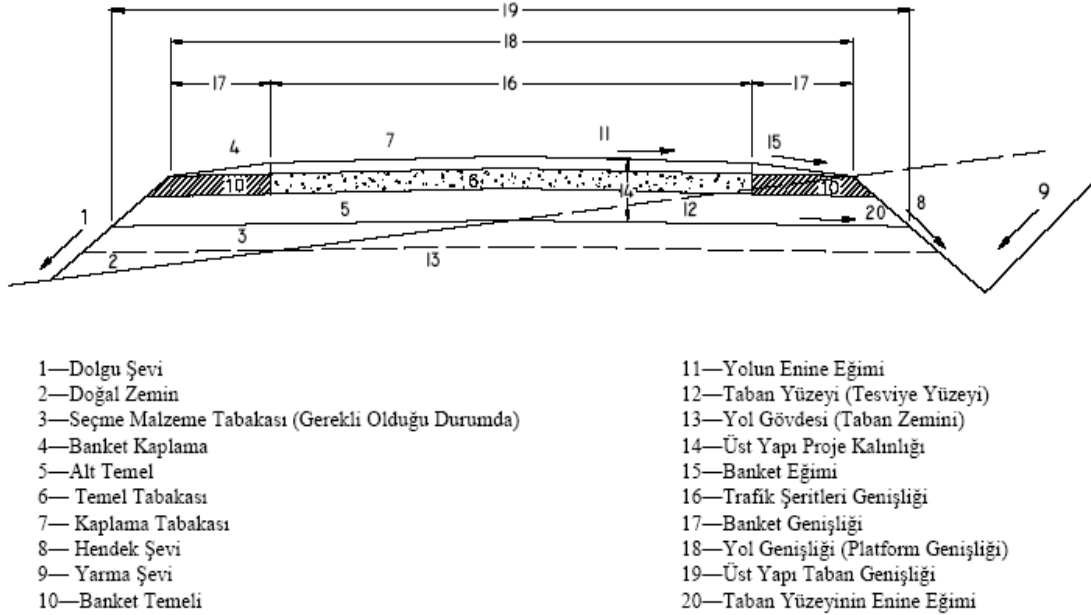 19
18
17
16
17
4
7
11
15
10
6
14
10
1
5
12
20
8
9
3
2
13
1—Dolgu Şevi
2—Doğal Zemin
3—Seçme Malzeme Tabakası (Gerekli Olduğu Durumda)
4—Banket Kaplama
5—Alt Temel
6— Temel Tabakası
7— Kaplama Tabakası
8— Hendek Şevi
9— Yarma Şevi
10—Banket Temeli
11—Yolun Enine Eğimi
12—Taban Yüzeyi (Tesviye Yüzeyi)
13—Yol Gövdesi (Taban Zemini)
14—Üst Yapı Proje Kalınlığı
15—Banket Eğimi
16—Trafik Şeritleri Genişliği
17—Banket Genişliği
18—Yol Genişliği (Platform Genişliği)
19—Üst Yapı Taban Genişliği
20—Taban Yüzeyinin Enine Eğimi